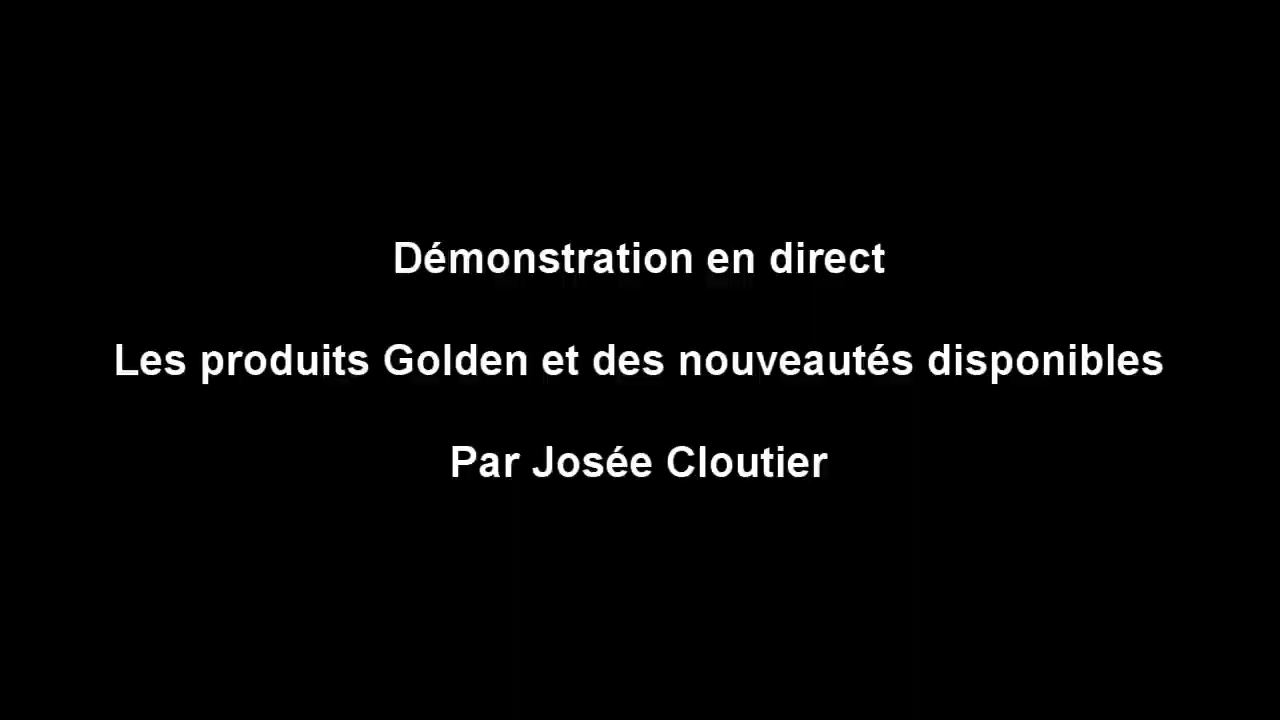 Démonstration en direct
Les produits Golden et des nouveautés disponibles
Par Josée Cloutier